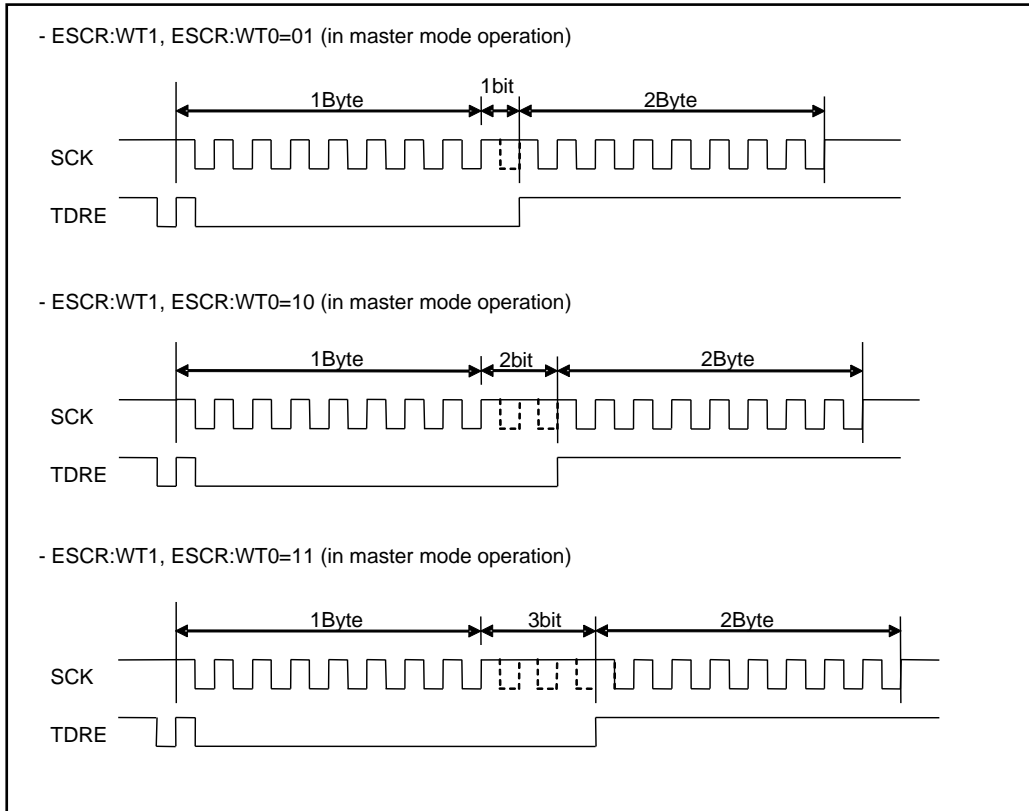 - ESCR:WT1, ESCR:WT0=01 (in master mode operation)
1Byte 1bit 2Byte
SCK
TDRE
- ESCR:WT1, ESCR:WT0=10 (in master mode operation)
1Byte 2bit 2Byte
SCK
TDRE
- ESCR:WT1, ESCR:WT0=11 (in master mode operation)
1Byte 3bit 2Byte
SCK
TDRE